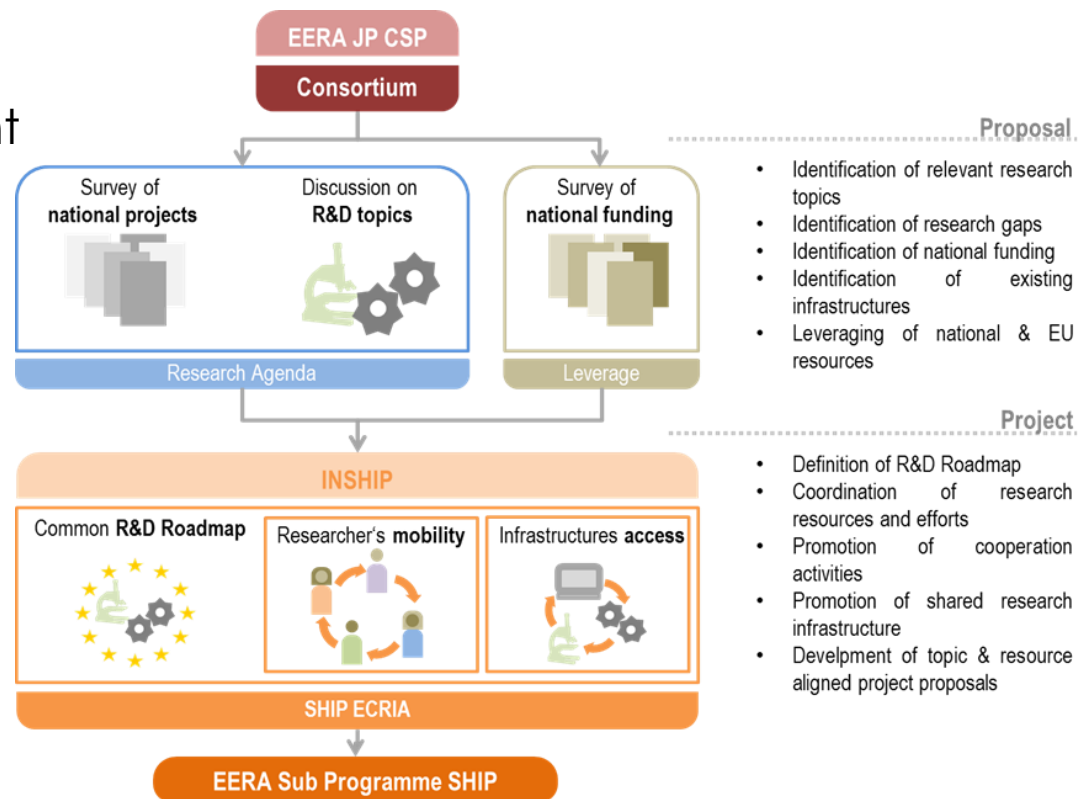 EERA JP CSP
Consortium
nt
Survey of
national projects
Discussion on
R&D topics
Research Agenda
Survey of
national funding
Leverage
Proposal
• Identification of relevant research
topics
• Identification of research gaps
• Identification of national funding
• Identification of existing
infrastructures
• Leveraging of national & EU
resources
INSHIP
Common R&D Roadmap
Researcher‘s mobility
Infrastructures access
SHIP ECRIA
EERA Sub Programme SHIP
Project
• Definition of R&D Roadmap
• Coordination of research
resources and efforts
• Promotion of cooperation
activities
• Promotion of shared research
infrastructure
• Develpment of topic & resource
aligned project proposals